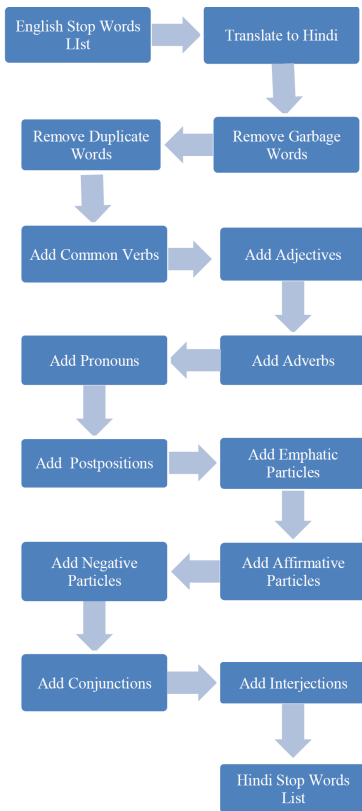 English Stop Words
LIst
Translate to Hindi
Remove Garbage
Words
Remove Duplicate
Words
Add Common Verbs
Add Adjectives
Add Adverbs
Add Pronouns
Add Postpositions
Add Emphatic
Particles
Add Affirmative
Particles
Add Negative
Particles
Add Conjunctions
Add Interjections
Hindi Stop Words
List